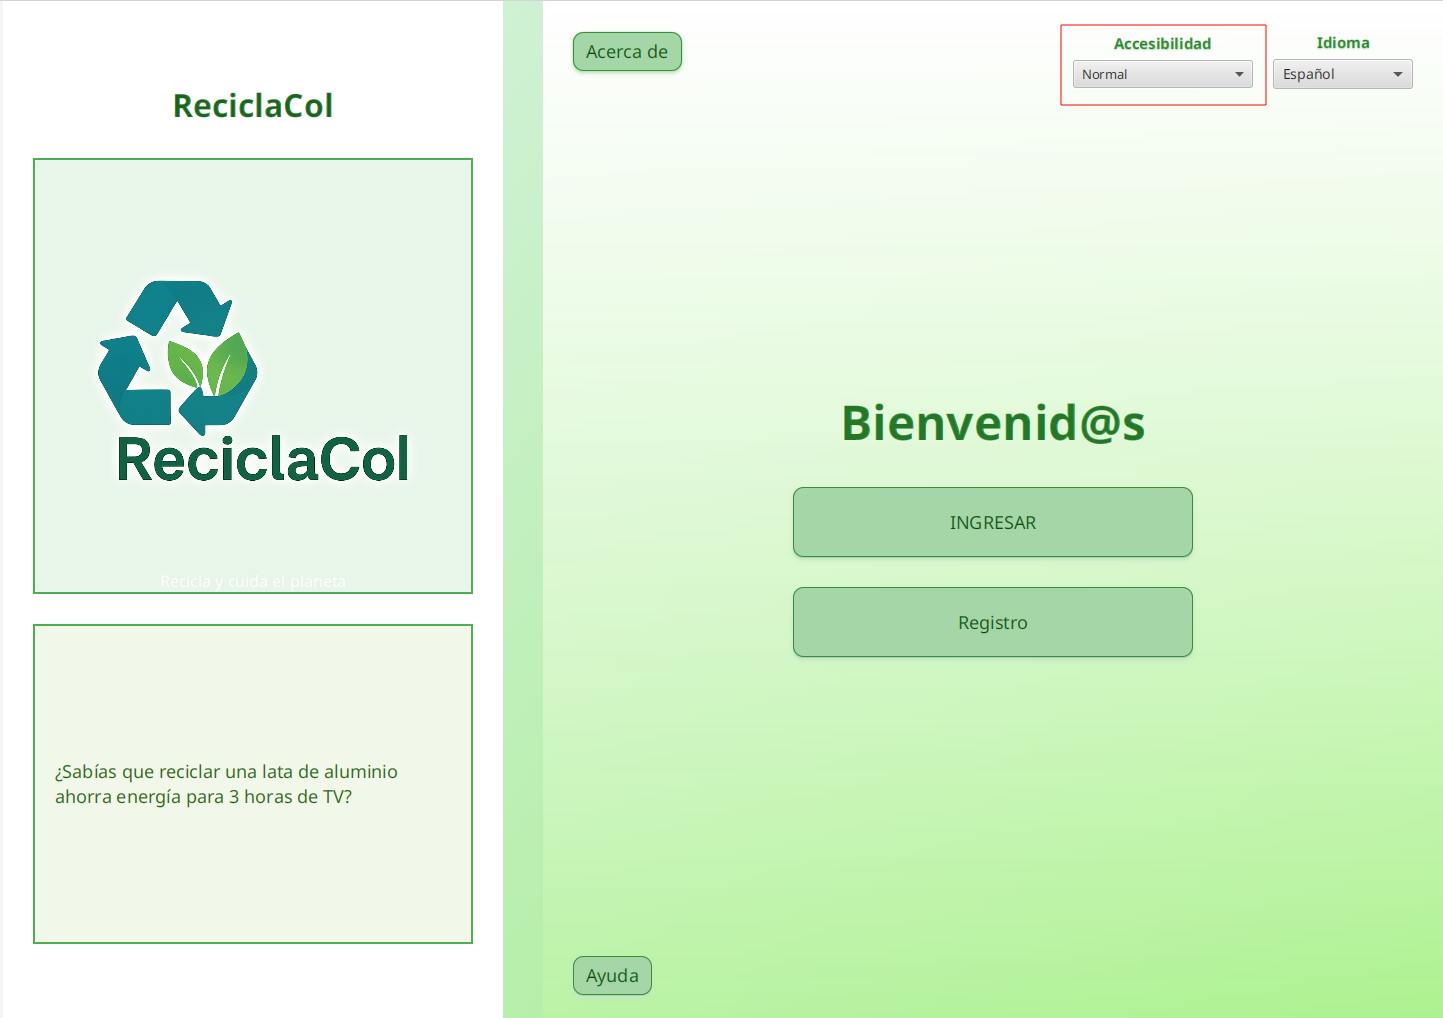 ReciclaCol
ReciclaCol
Recicla y cuida el planeta
¿Sabías que reciclar una lata de aluminio
ahorra energía para 3 horas de TV?
Acerca de
Accesibilidad
Normal
Idioma
Español
Bienvenid@s
INGRESAR
Registro
Ayuda